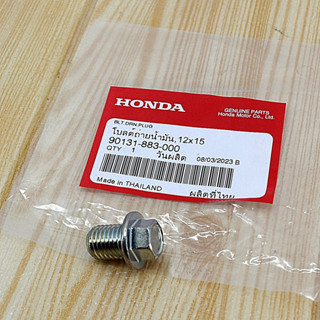 HONDA
GENUINE PARTS
Honda Motor Co., Ltd.
BLT.DRN.PLUG
โบลต์ถ่ายน้ำมัน,12x15
90131-883-000
QTY 1 วันผลิต 08/03/2023 B
Made in THAILAND ผลิตที่ไทย